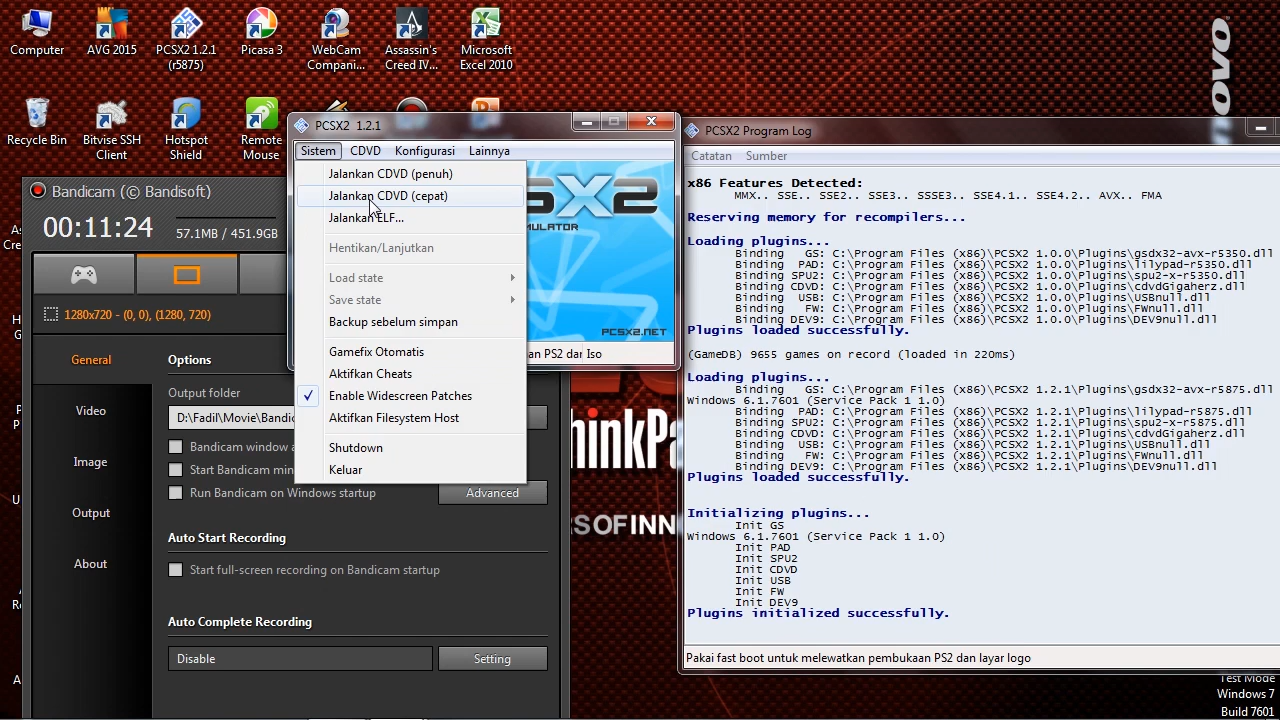 Computer
AVG 2015
PCSX2 1.2.1
(r5875)
Picasa 3
WebCam
Compani...
Assassin's
Creed IV...
Microsoft
Excel 2010
Recycle Bin
Bitvise SSH
Client
Hotspot
Shield
Remote
Mouse
Bandicam (© Bandisoft)
00:11:24
57.1MB / 451.9GB
1280x720 - (0, 0), (1280, 720)
General
Video
Image
Output
About
Options
Output folder
D:\Fadil\Movie\Bandic
Bandicam window a
Start Bandicam min
Run Bandicam on Windows startup
Advanced
Auto Start Recording
Start full-screen recording on Bandicam startup
Auto Complete Recording
Disable
Setting
PCSX2 1.2.1
Sistem
CDVD
Konfigurasi
Lainnya
Jalankan CDVD (penuh)
Jalankan CDVD (cepat)
Jalankan ELF...
Hentikan/Lanjutkan
Load state
Save state
Backup sebelum simpan
Gamefix Otomatis
Aktifkan Cheats
Enable Widescreen Patches
Aktifkan Filesystem Host
Shutdown
Keluar
SX2
MULATOR
PCSX2.NET
an PS2 dar
Iso
hinkPa
SOFINN
PCSX2 Program Log
Catatan
Sumber
x86 Features Detected:
MMX.. SSE.. SSE2.. SSE3.. SSSE3.. SSE4.1.. SSE4.2.. AVX.. FMA
Reserving memory for recompilers...
Loading plugins...
Binding GS: C:\Program Files (x86)\PCSX2 1.0.0\Plugins\gsdx32-avx-r5350.dll
Binding PAD: C:\Program Files (x86)\PCSX2 1.0.0\Plugins\lilypad-r5350.dll
Binding SPU2: C:\Program Files (x86)\PCSX2 1.0.0\Plugins\spu2-x-r5350.dll
Binding CDVD: C:\Program Files (x86)\PCSX2 1.0.0\Plugins\cdvdGigaherz.dll
Binding USB: C:\Program Files (x86)\PCSX2 1.0.0\Plugins\USBnull.dll
Binding FW: C:\Program Files (x86)\PCSX2 1.0.0\Plugins\FWnull.dll
Binding DEV9: C:\Program Files (x86)\PCSX2 1.0.0\Plugins\DEV9null.dll
Plugins loaded successfully.
(GameDB) 9655 games on record (loaded in 220ms)
Loading plugins...
Binding GS: C:\Program Files (x86)\PCSX2 1.2.1\Plugins\gsdx32-avx-r5875.dll
Windows 6.1.7601 (Service Pack 1 1.0)
Binding PAD: C:\Program Files (x86)\PCSX2 1.2.1\Plugins\lilypad-r5875.dll
Binding SPU2: C:\Program Files (x86)\PCSX2 1.2.1\Plugins\spu2-x-r5875.dll
Binding CDVD: C:\Program Files (x86)\PCSX2 1.2.1\Plugins\cdvdGigaherz.dll
Binding USB: C:\Program Files (x86)\PCSX2 1.2.1\Plugins\USBnull.dll
Binding FW: C:\Program Files (x86)\PCSX2 1.2.1\Plugins\FWnull.dll
Binding DEV9: C:\Program Files (x86)\PCSX2 1.2.1\Plugins\DEV9null.dll
Plugins loaded successfully.
Initializing plugins...
Init GS
Windows 6.1.7601 (Service Pack 1 1.0)
Init PAD
Init SPU2
Init CDVD
Init USB
Init FW
Init DEV9
Plugins initialized successfully.
Pakai fast boot untuk melewatkan pembukaan PS2 dan layar logo
Test Mode
Windows 7
Build 7601